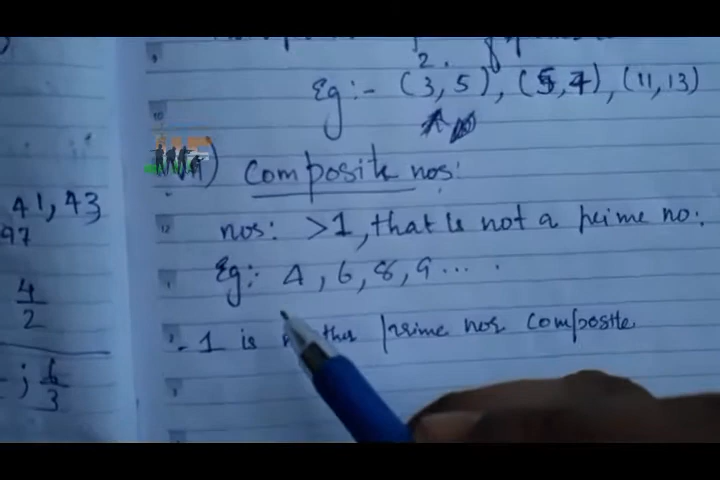 2.
Eg:- (3, 5), (5, 7), (11, 13)
) Composite nos:
nos: >1, that is not a prime no:
Eg:- 4, 6, 8, 9 ... .
- 1 is prime nor composite
41, 43
97
4
2
; 6
3